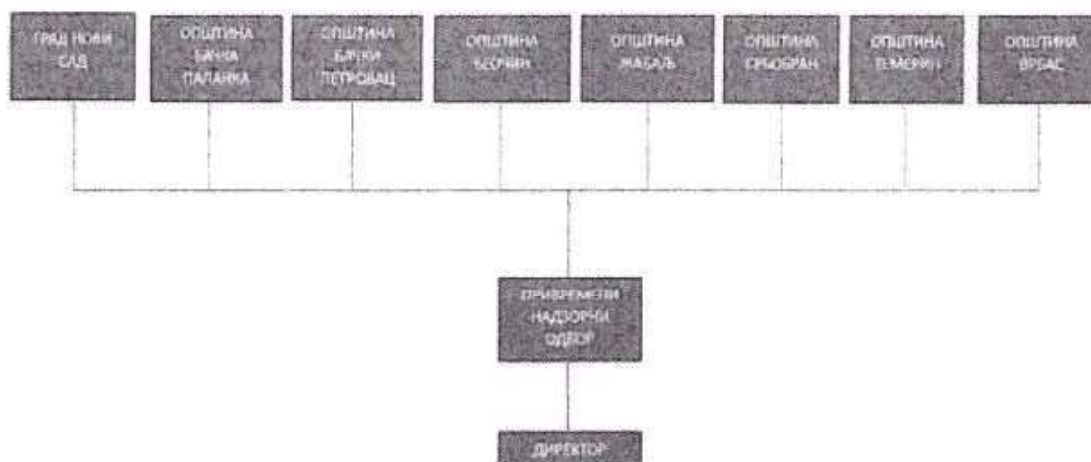 ГРАД НОВИ
САД
ОПШТИНА
БАЧКА
ПАЛАНКА
ОПШТИНА
БАЧКИ
ПЕТРОВАЦ
ОПШТИНА
БЕОЧИН
ОПШТИНА
ЖАБАЉ
ОПШТИНА
СРБОБРАН
ОПШТИНА
ТЕМЕРИН
ОПШТИНА
ВРБАС
ПРИВРЕМЕНИ
НАДЗОРНИ
ОДБОР
ДИРЕКТОР